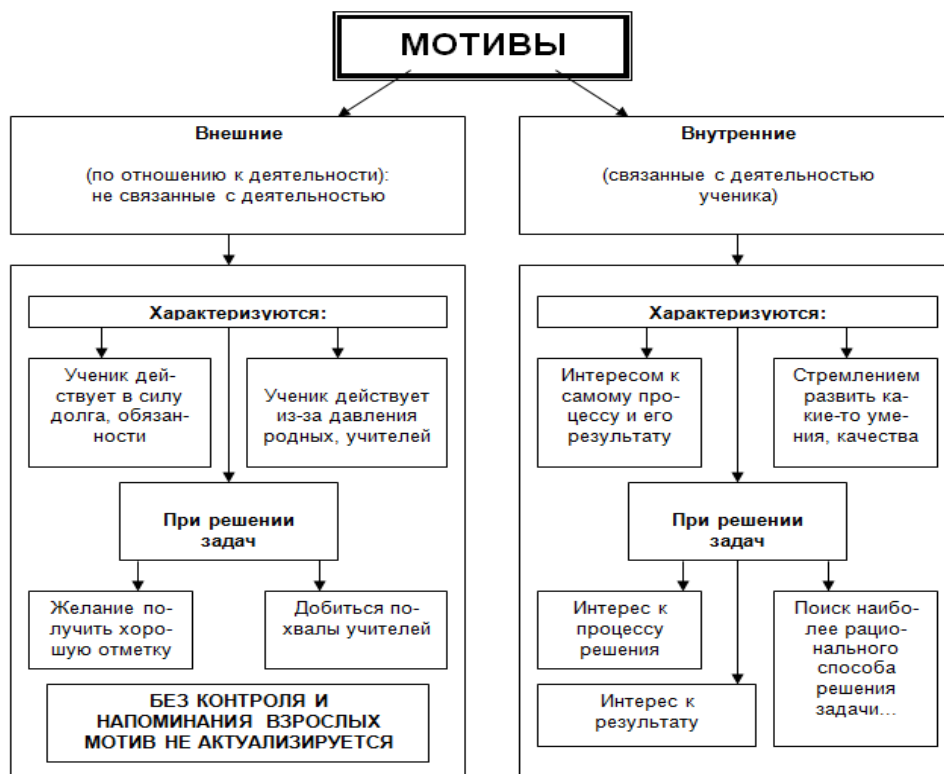 МОТИВЫ
Внешние
(по отношению к деятельности):
не связанные с деятельностью
Характеризуются:
Ученик дей-
ствует в силу
долга, обязан-
ности
Ученик действует
из-за давления
родных, учителей
При решении
задач
Желание по-
лучить хоро-
шую отметку
Добиться по-
хвалы учителей
БЕЗ КОНТРОЛЯ И
НАПОМИНАНИЯ ВЗРОСЛЫХ
МОТИВ НЕ АКТУАЛИЗИРУЕТСЯ
Внутренние
(связанные с деятельностью
ученика)
Характеризуются:
Интересом к
самому про-
цессу и его
результату
Стремлением
развить ка-
кие-то уме-
ния, качества
При решении
задач
Интерес к
процессу
решения
Интерес к
результату
Поиск наибо-
лее рацио-
нального
способа
решения
задачи...